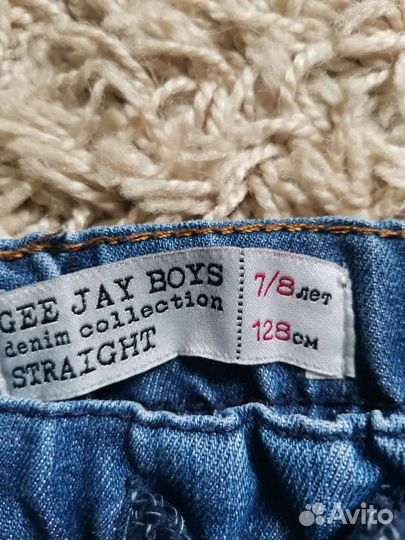 GEE JAY BOYS
denim collection
STRAIGHT
7/8 лет
128 см
Avito